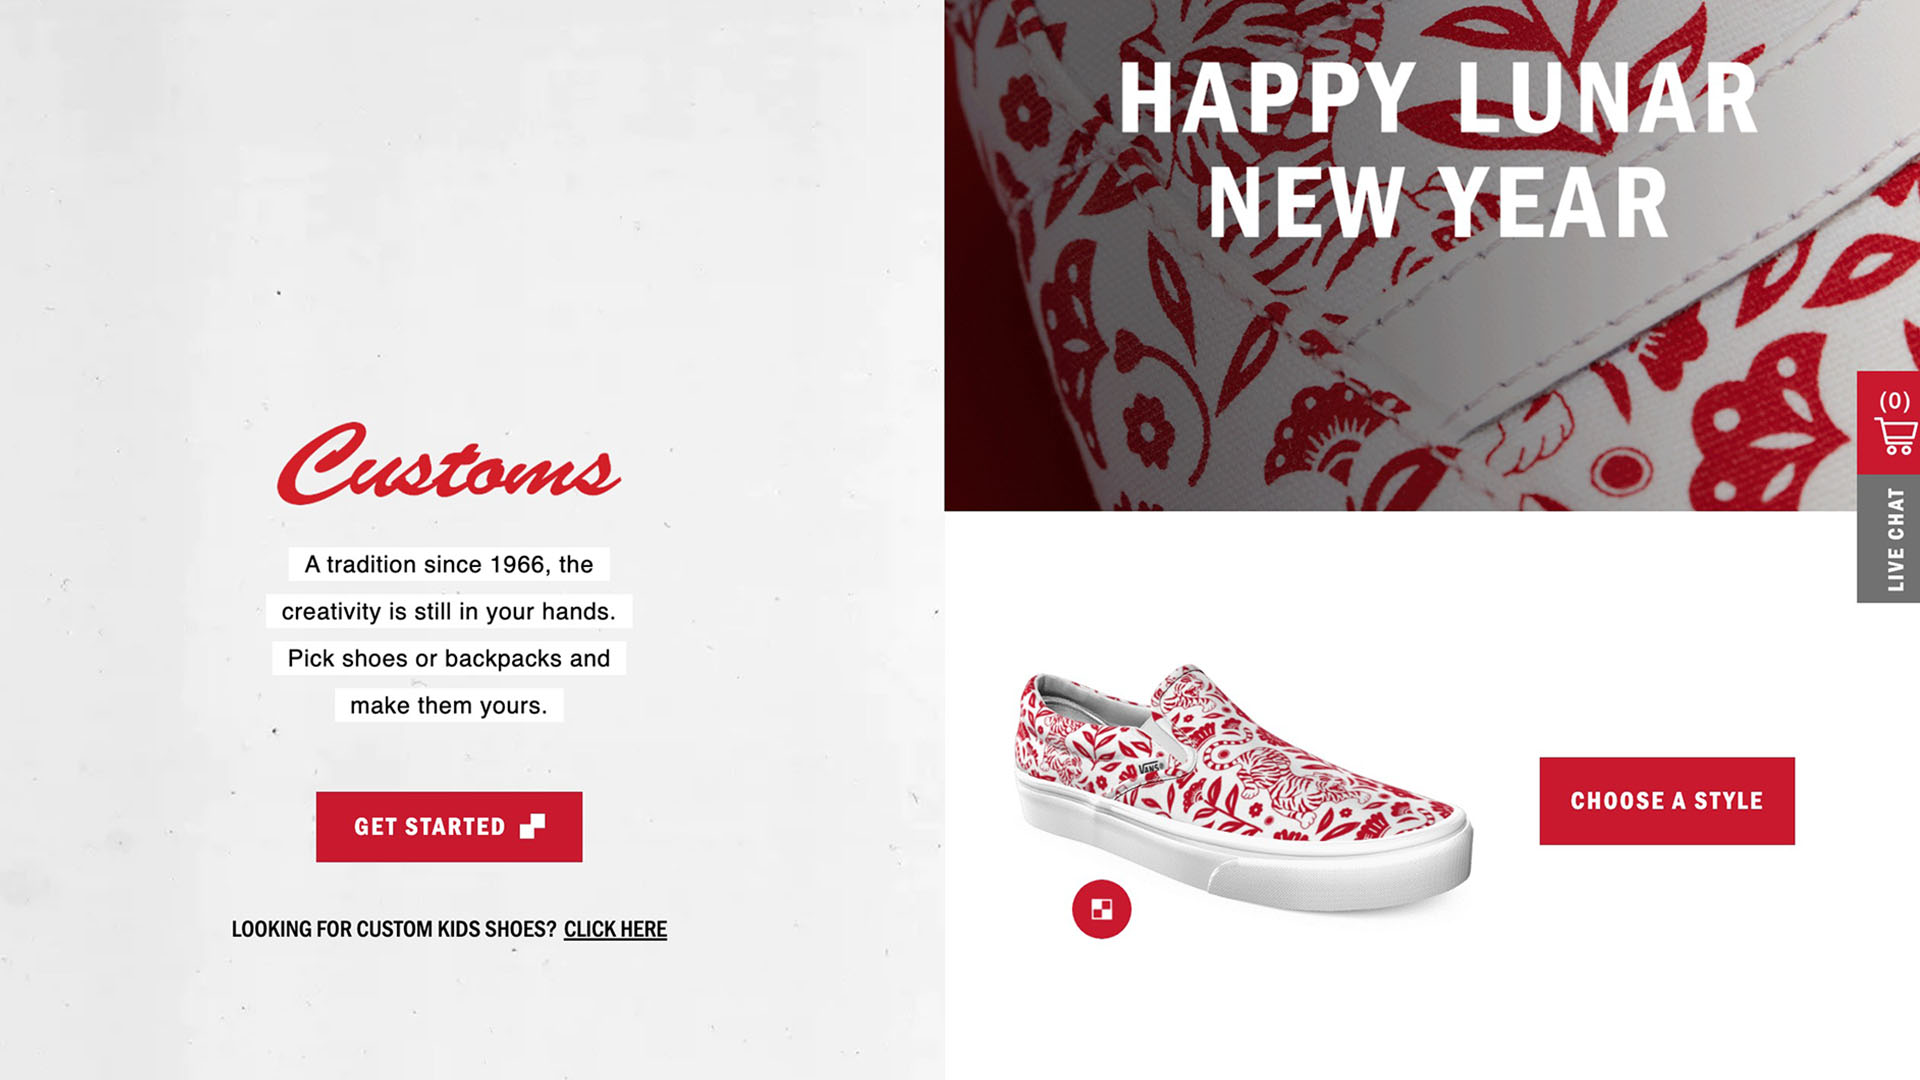 Customs
A tradition since 1966, the
creativity is still in your hands.
Pick shoes or backpacks and
make them yours.
GET STARTED
LOOKING FOR CUSTOM KIDS SHOES? CLICK HERE
HAPPY LUNAR
NEW YEAR
VANS
CHOOSE A STYLE
(0)
LIVE CHAT